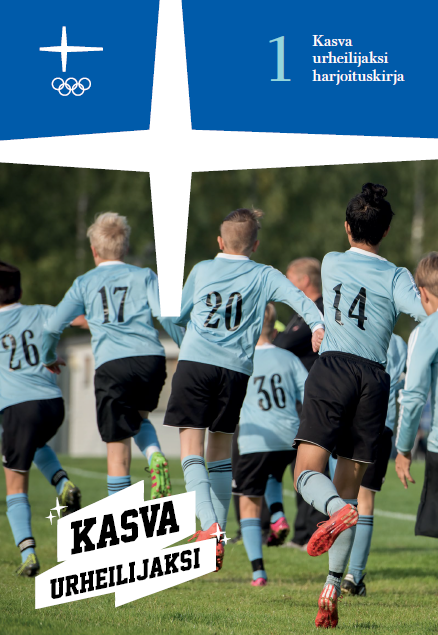 1
Kasva
urheilijaksi
harjoituskirja
17
20
14
26
36
KASVA
URHEILIJAKSI